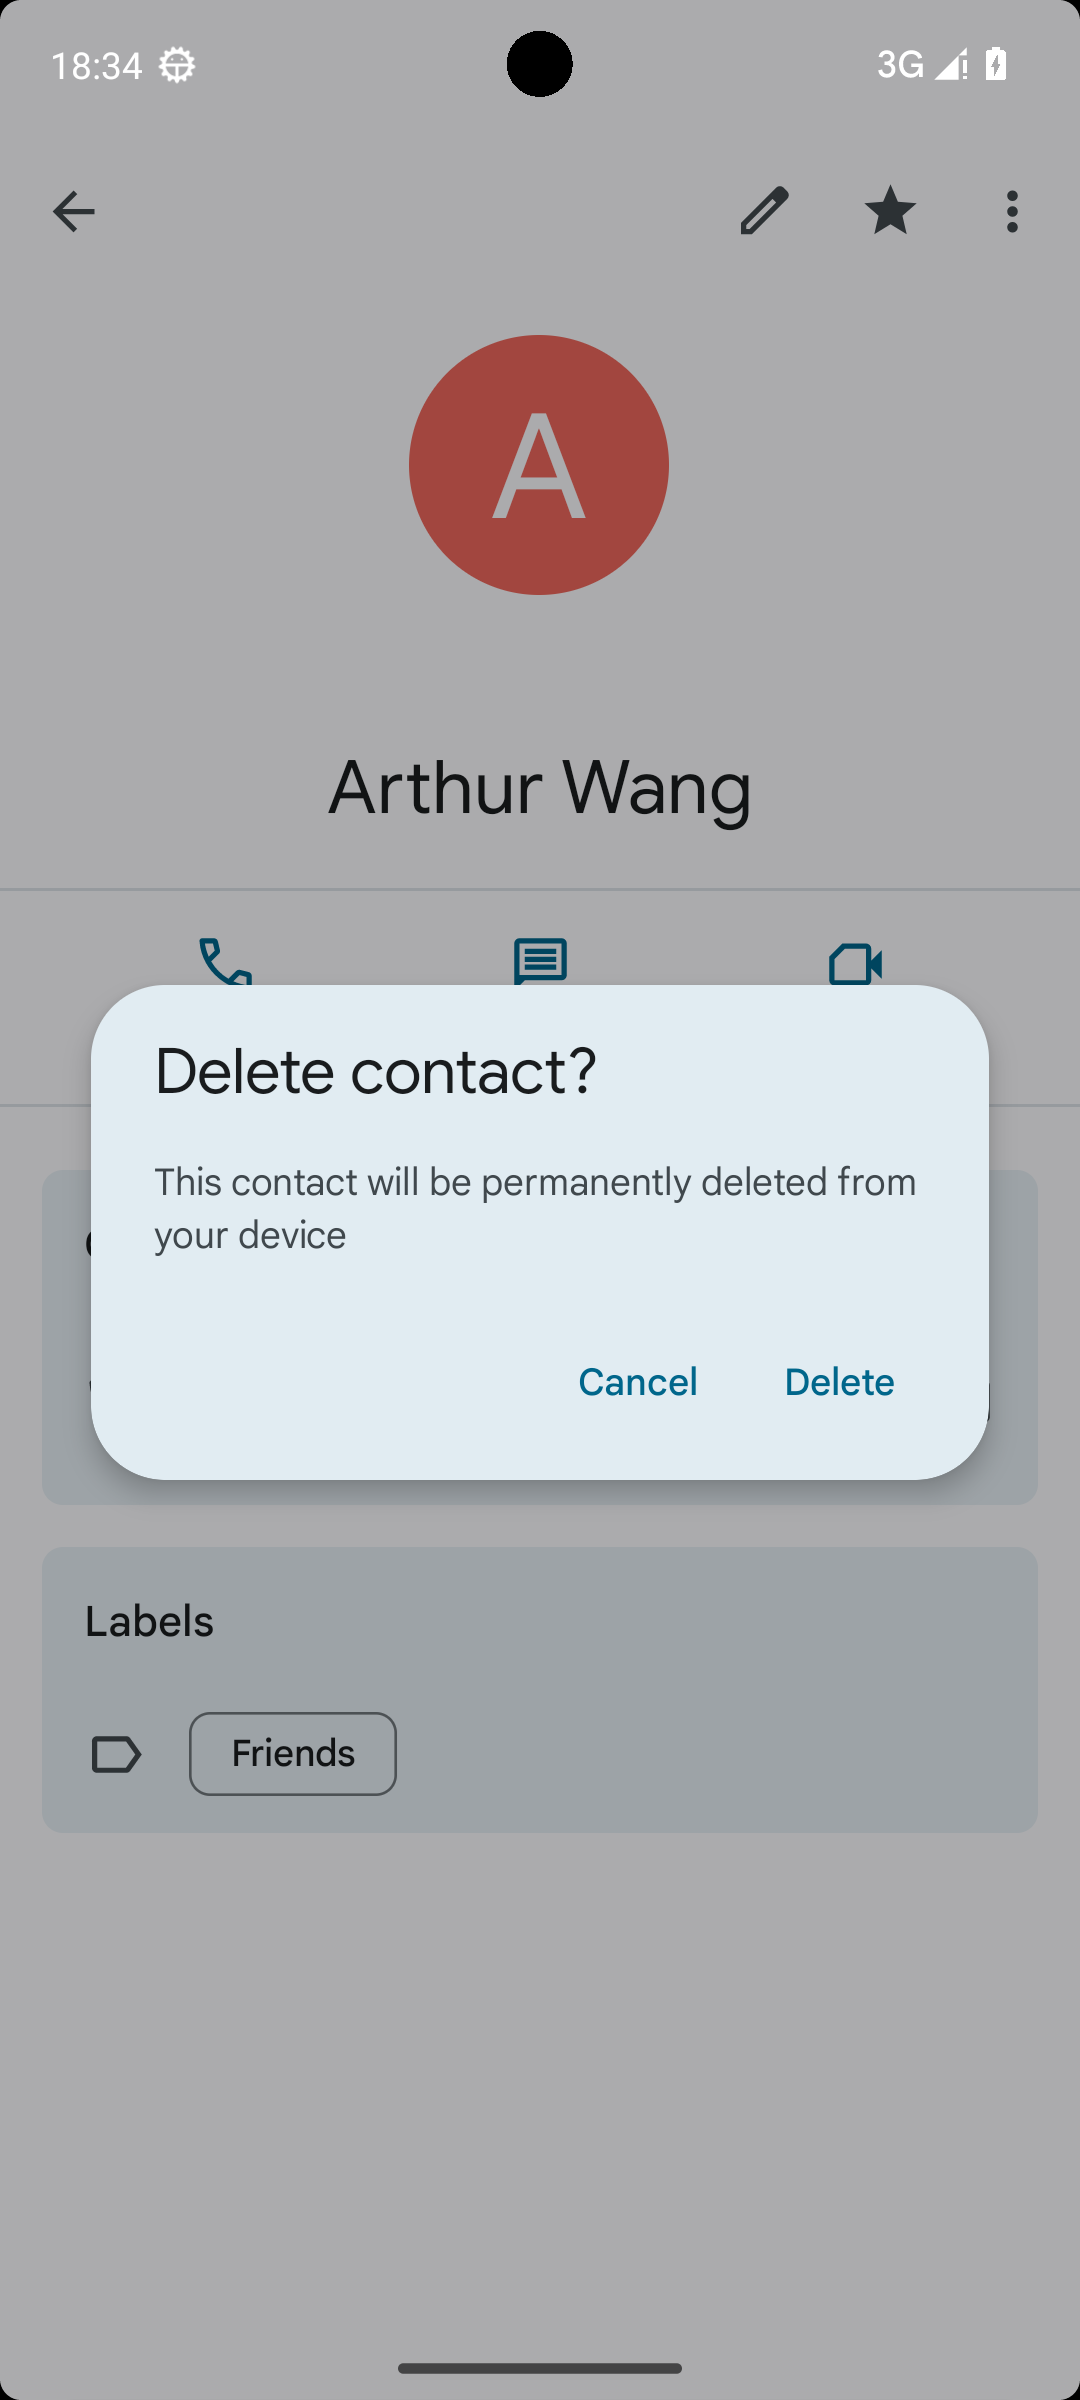 18:34
3G
A
Arthur Wang
Delete contact?
This contact will be permanently deleted from
your device
Cancel
Delete
Labels
Friends